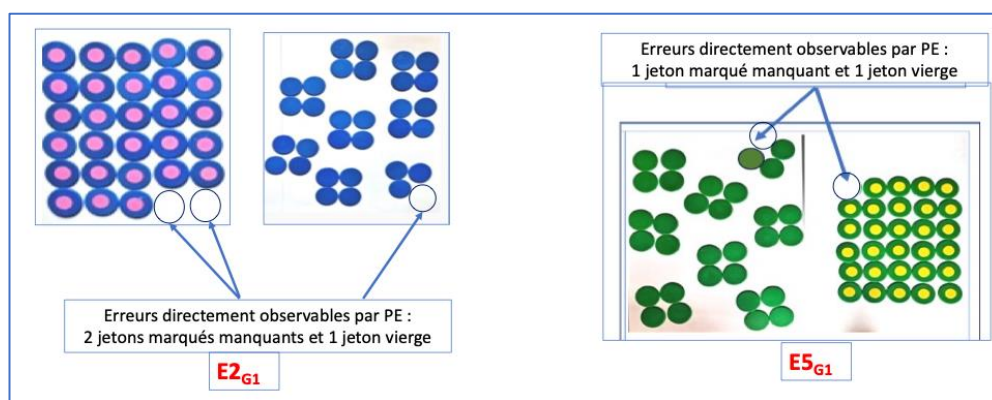 Erreurs directement observables par PE :
1 jeton marqué manquant et 1 jeton vierge
Erreurs directement observables par PE :
2 jetons marqués manquants et 1 jeton vierge
E2G1
E5G1